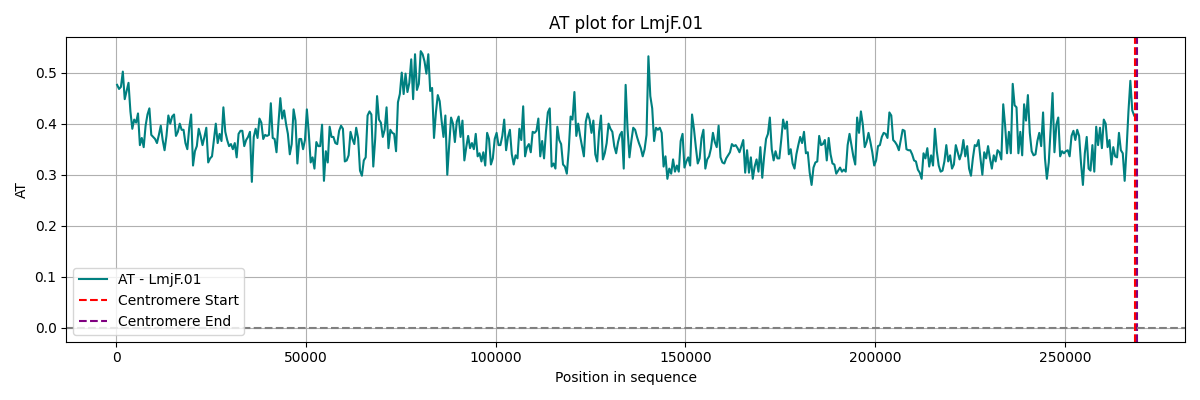 AT plot for LmjF.01
AT
0.5
0.4
0.3
0.2
0.1
0.0
AT - LmjF.01
Centromere Start
Centromere End
0 50000 100000 150000 200000 250000
Position in sequence